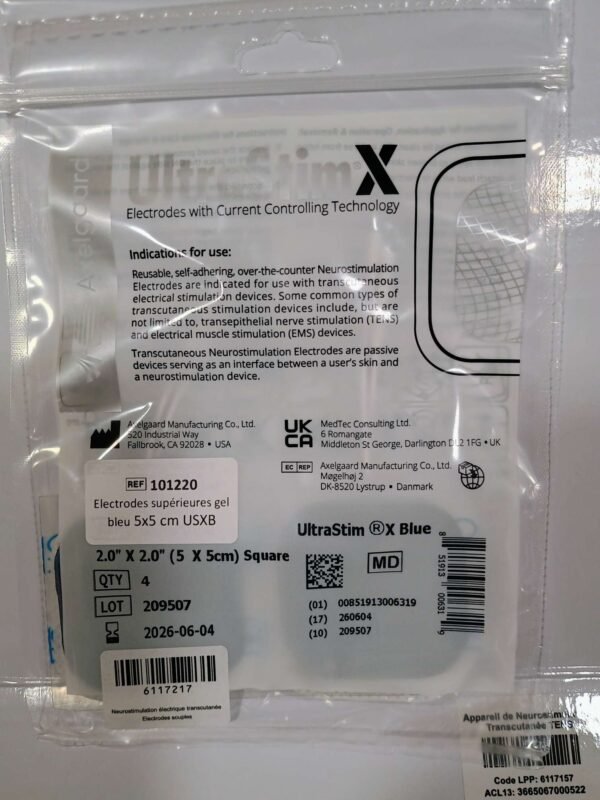 UltraStim®X
Axelgaard
Electrodes with Current Controlling Technology
Indications for use:
Reusable, self-adhering, over-the-counter Neurostimulation
Electrodes are indicated for use with transcutaneous
electrical stimulation devices. Some common types of
transcutaneous stimulation devices include, but are
not limited to, transepithelial nerve stimulation (TENS)
and electrical muscle stimulation (EMS) devices.
Transcutaneous Neurostimulation Electrodes are passive
devices serving as an interface between a user's skin and
a neurostimulation device.
Axelgaard Manufacturing Co., Ltd.
520 Industrial Way
Fallbrook, CA 92028 • USA
UK
CA
MedTec Consulting Ltd.
6 Romangate
Middleton St George, Darlington DL2 1FG • UK
EC REP
Axelgaard Manufacturing Co., Ltd.
Møgelhøj 2
DK-8520 Lystrup • Danmark
REF 101220
Electrodes supérieures gel
bleu 5x5 cm USXB
UltraStim ®X Blue
2.0" X 2.0" (5 X 5cm) Square
QTY 4
LOT 209507
2026-06-04
MD
(01) 00851913006319
(17) 260604
(10) 209507
8 51913 00631 9
6117217
Neurostimulation électrique transcutanée
Electrodes souples
Appareil de
Transcutanée TENS
Code LPP: 6117157
ACL13: 3665067000522